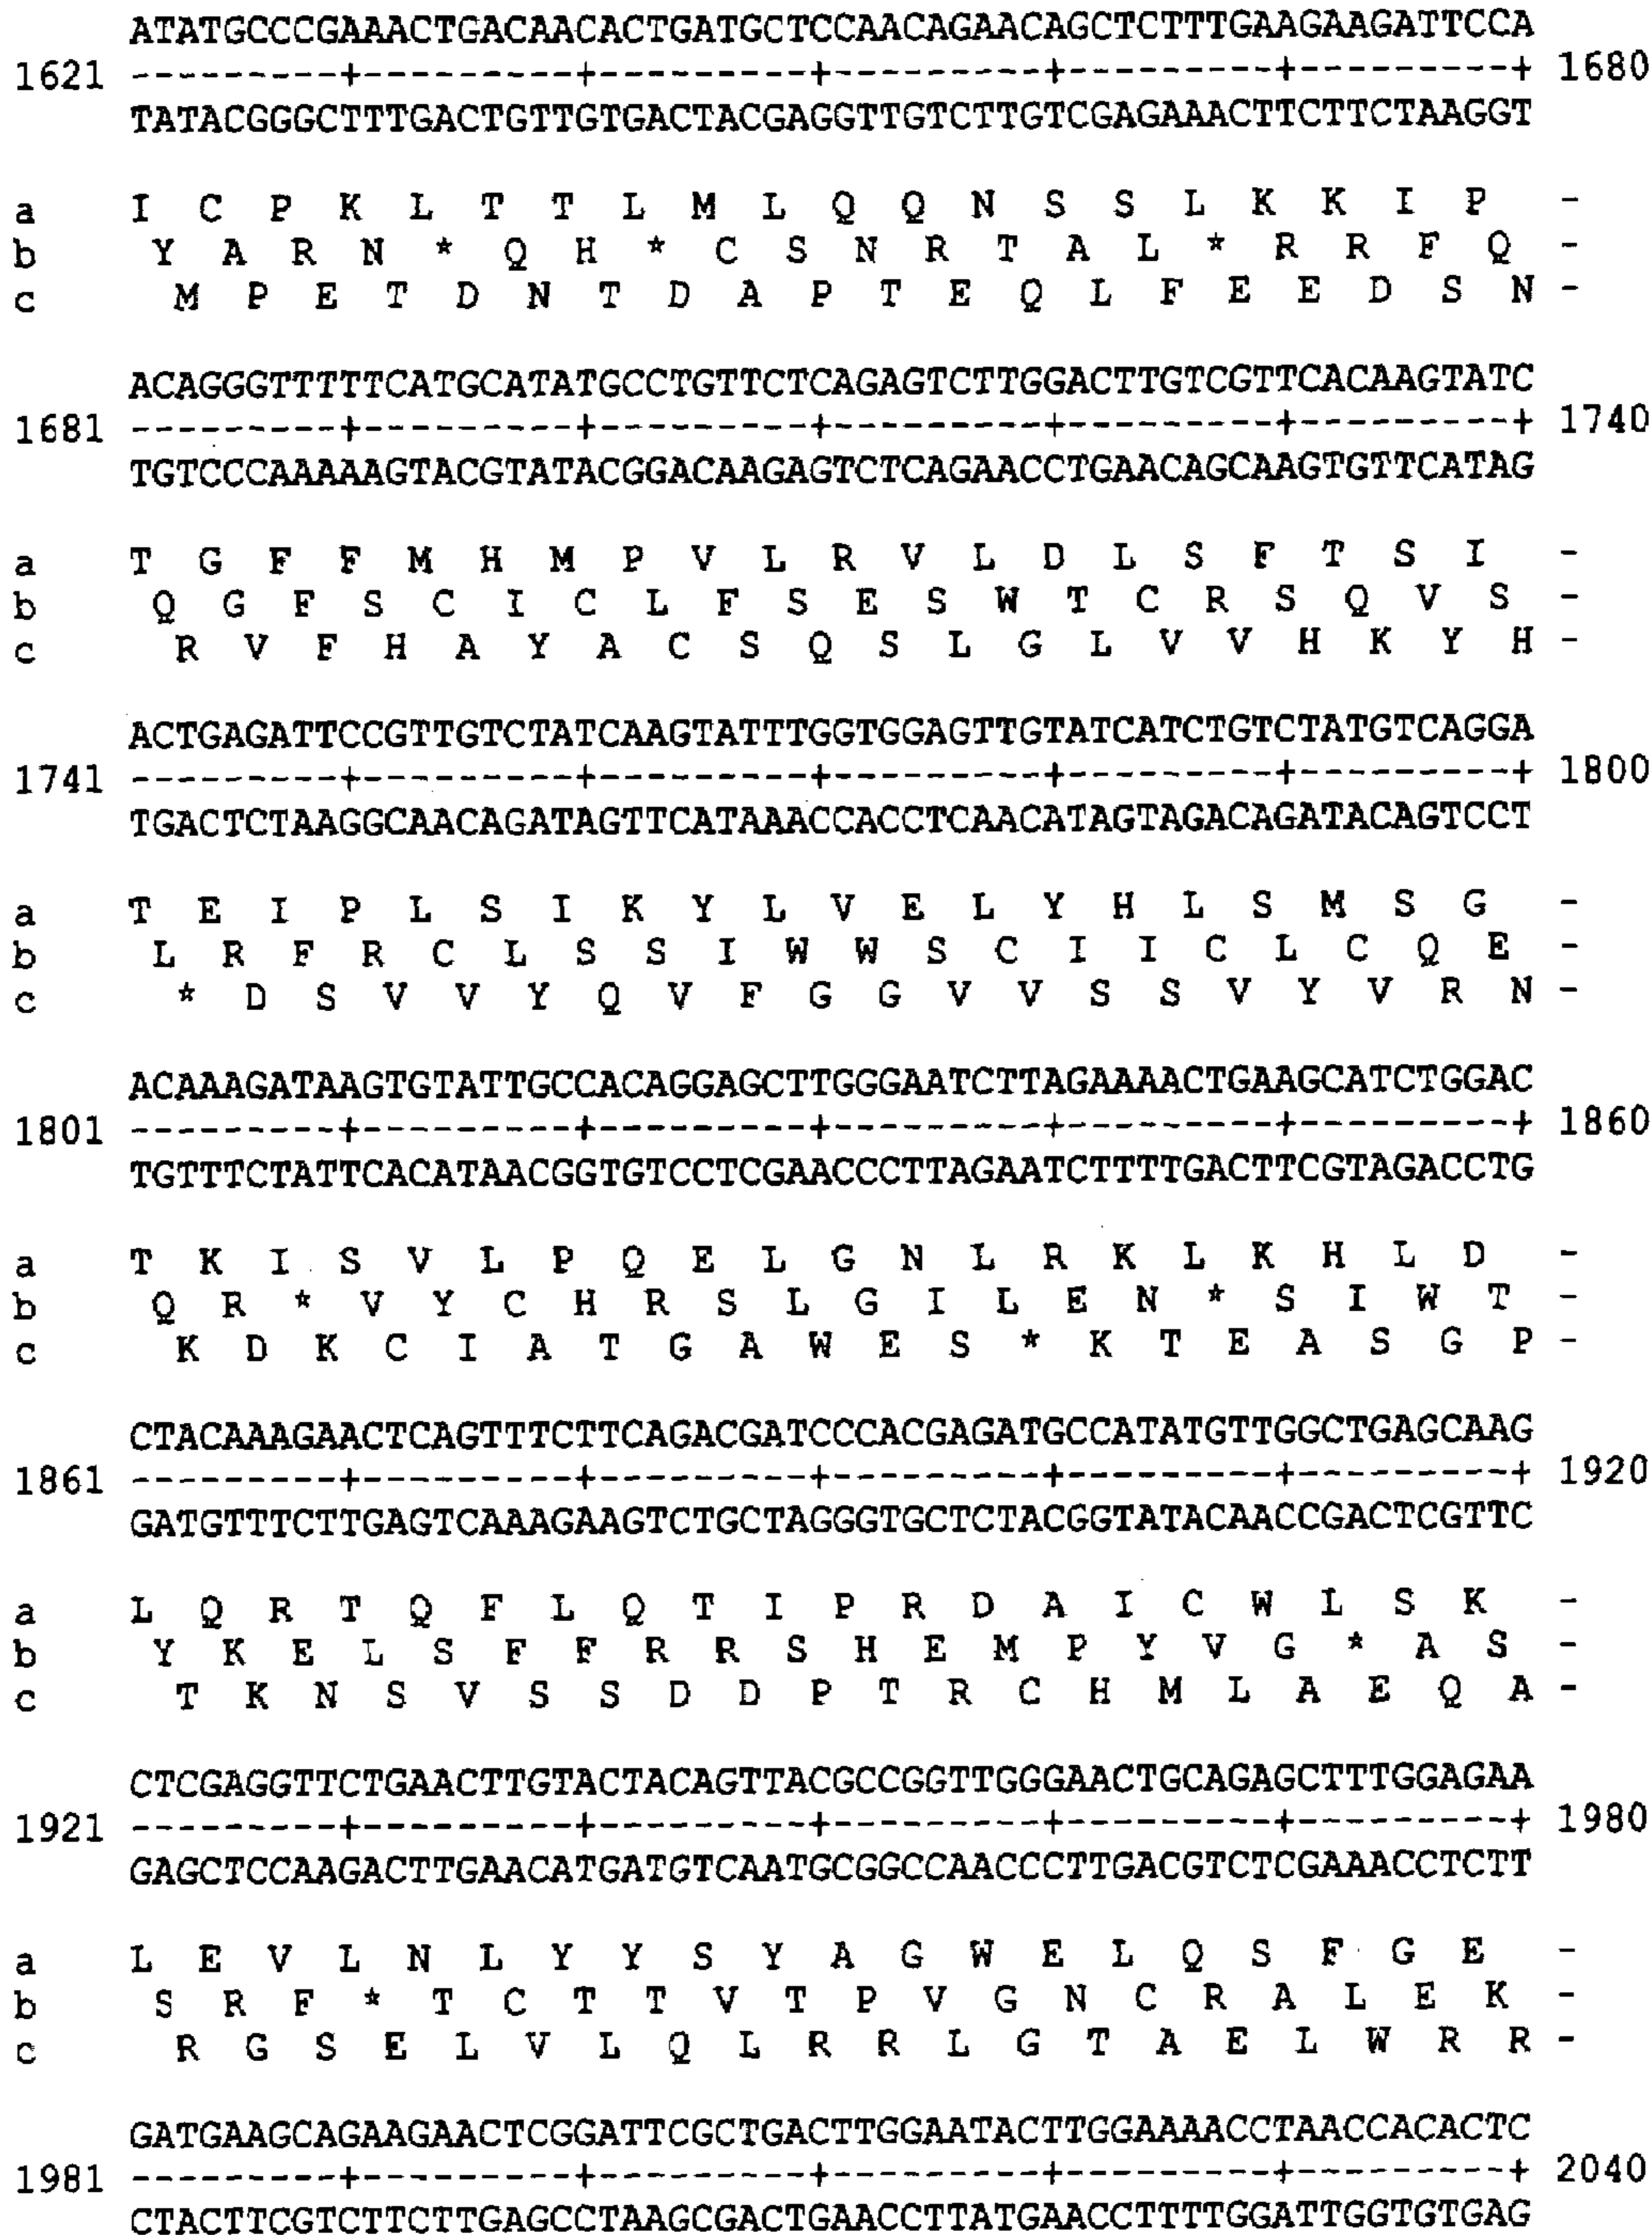 ATATGCCCGAAACTGACAACACTGATGCTCCAACAGAACAGCTCTTTGAAGAAGATTCCA
1621 ---------+---------+---------+---------+---------+---------+ 1680
TATACGGGCTTTGACTGTTGTGACTACGAGGTTGTCTTGTCGAGAAACTTCTTCTAAGGT
a I C P K L T T L M L Q Q N S S L K K I P -
b Y A R N * Q H * C S N R T A L * R R F Q -
c M P E T D N T D A P T E Q L F E E D S N -
ACAGGGTTTTTCATGCATATGCCTGTTCTCAGAGTCTTGGACTTGTCGTTCACAAGTATC
1681 ---------+---------+---------+---------+---------+---------+ 1740
TGTCCCAAAAAGTACGTATACGGACAAGAGTCTCAGAACCTGAACAGCAAGTGTTCATAG
a T G F F M H M P V L R V L D L S F T S I -
b Q G F S C I C L F S E S W T C R S Q V S -
c R V F H A Y A C S Q S L G L V V H K Y H -
ACTGAGATTCCGTTGTCTATCAAGTATTTGGTGGAGTTGTATCATCTGTCTATGTCAGGA
1741 ---------+---------+---------+---------+---------+---------+ 1800
TGACTCTAAGGCAACAGATAGTTCATAAACCACCTCAACATAGTAGACAGATACAGTCCT
a T E I P L S I K Y L V E L Y H L S M S G -
b L R F R C L S S I W W S C I I C L C Q E -
c * D S V V Y Q V F G G V V S S V Y V R N -
ACAAAGATAAGTGTATTGCCACAGGAGCTTGGGAATCTTAGAAAACTGAAGCATCTGGAC
1801 ---------+---------+---------+---------+---------+---------+ 1860
TGTTTCTATTCACATAACGGTGTCCTCGAACCCTTAGAATCTTTTGACTTCGTAGACCTG
a T K I S V L P Q E L G N L R K L K H L D -
b Q R * V Y C H R S L G I L E N * S I W T -
c K D K C I A T G A W E S * K T E A S G P -
CTACAAAGAACTCAGTTTCTTCAGACGATCCCACGAGATGCCATATGTTGGCTGAGCAAG
1861 ---------+---------+---------+---------+---------+---------+ 1920
GATGTTTCTTGAGTCAAAGAAGTCTGCTAGGGTGCTCTACGGTATACAACCGACTCGTTC
a L Q R T Q F L Q T I P R D A I C W L S K -
b Y K E L S F F R R S H E M P Y V G * A S -
c T K N S V S S D D P T R C H M L A E Q A -
CTCGAGGTTCTGAACTTGTACTACAGTTACGCCGGTTGGGAACTGCAGAGCTTTGGAGAA
1921 ---------+---------+---------+---------+---------+---------+ 1980
GAGCTCCAAGACTTGAACATGATGTCAATGCGGCCAACCCTTGACGTCTCGAAACCTCTT
a L E V L N L Y Y S Y A G W E L Q S F G E -
b S R F * T C T T V T P V G N C R A L E K -
c R G S E L V L Q L R R L G T A E L W R R -
GATGAAGCAGAAGAACTCGGATTCGCTGACTTGGAATACTTGGAAAACCTAACCACACTC
1981 ---------+---------+---------+---------+---------+---------+ 2040
CTACTTCGTCTTCTTGAGCCTAAGCGACTGAACCTTATGAACCTTTTGGATTGGTGTGAG